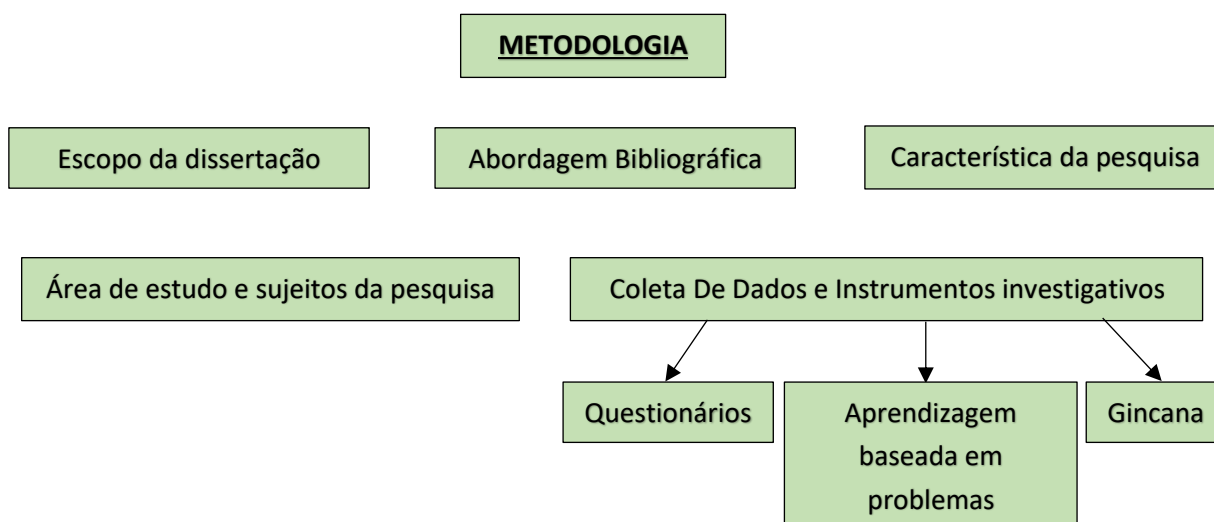 METODOLOGIA
Escopo da dissertação
Abordagem Bibliográfica
Característica da pesquisa
Área de estudo e sujeitos da pesquisa
Coleta De Dados e Instrumentos investigativos
Questionários
Aprendizagem
baseada em
problemas
Gincana